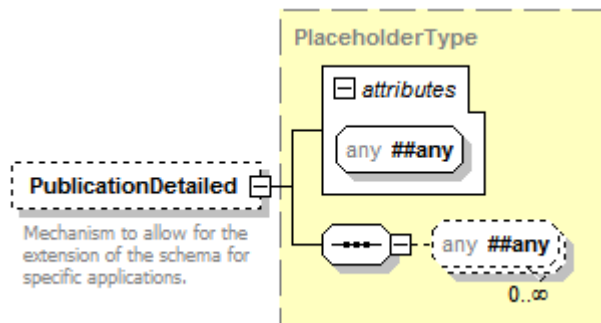 PlaceholderType
attributes
any ##any
PublicationDetailed
Mechanism to allow for the
extension of the schema for
specific applications.
any ##any
0..∞